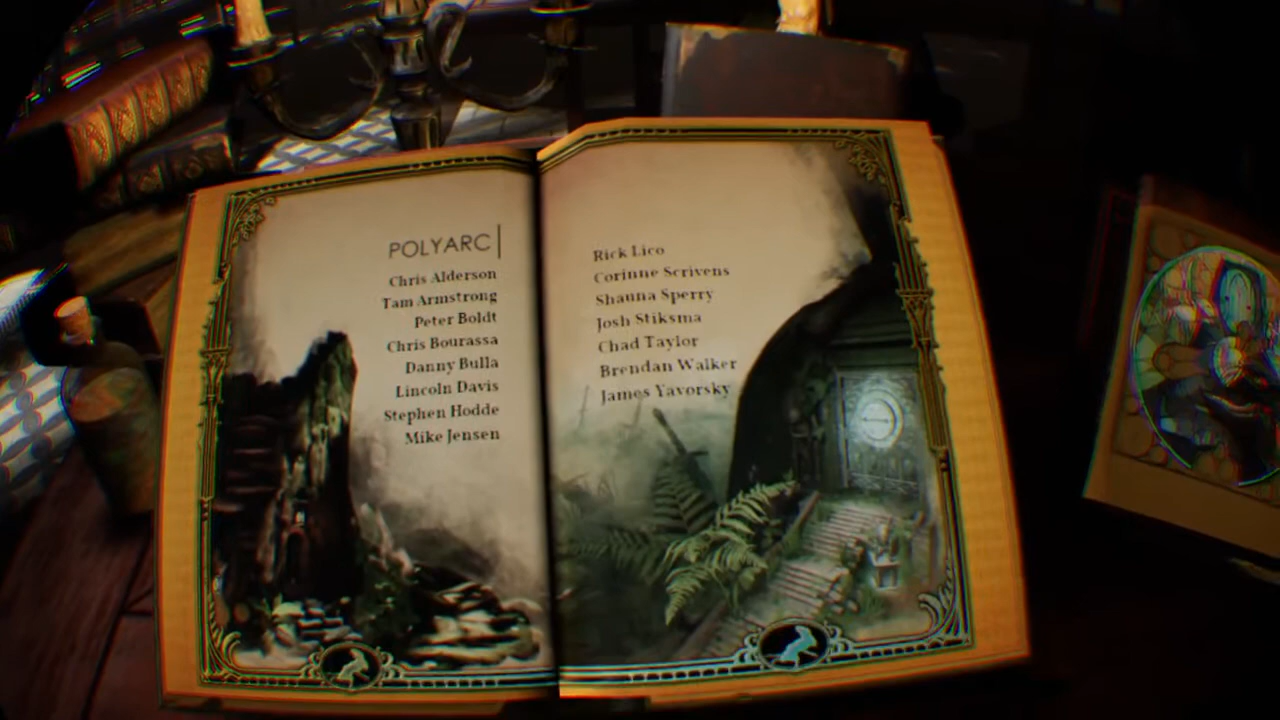 POLYARC
Chris Alderson
Tam Armstrong
Peter Boldt
Chris Bourassa
Danny Bulla
Lincoln Davis
Stephen Hodde
Mike Jensen
Rick Lico
Corinne Scrivens
Shauna Sperry
Josh Stiksma
Chad Taylor
Brendan Walker
James Yavorsky